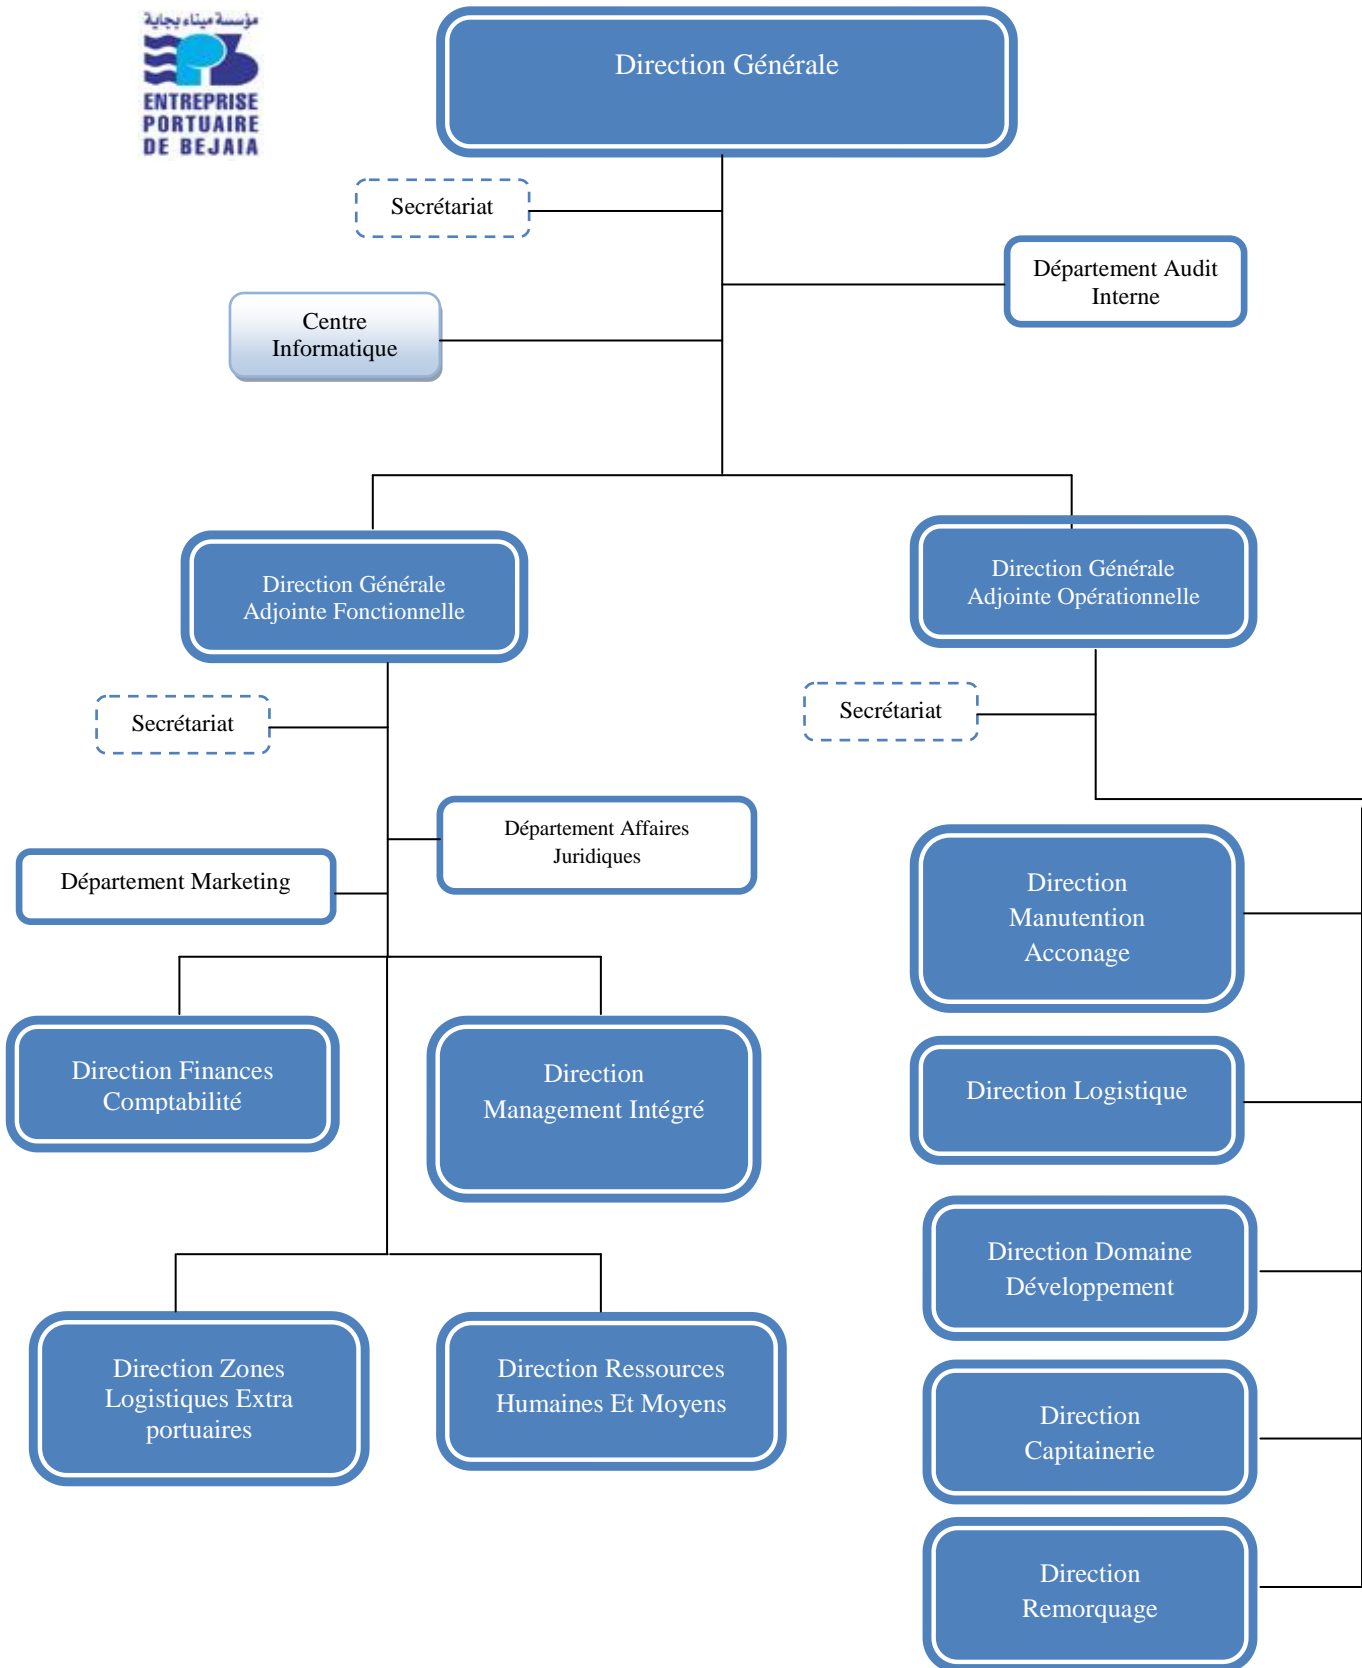 مؤسسة ميناء بجاية
ENTREPRISE
PORTUAIRE
DE BEJAIA
Direction Générale
Secrétariat
Département Audit
Interne
Centre
Informatique
Direction Générale
Adjointe Fonctionnelle
Direction Générale
Adjointe Opérationnelle
Secrétariat
Secrétariat
Département Affaires
Juridiques
Département Marketing
Direction
Manutention
Acconage
Direction Finances
Comptabilité
Direction
Management Intégré
Direction Logistique
Direction Domaine
Développement
Direction Zones
Logistiques Extra
portuaires
Direction Ressources
Humaines Et Moyens
Direction
Capitainerie
Direction
Remorquage